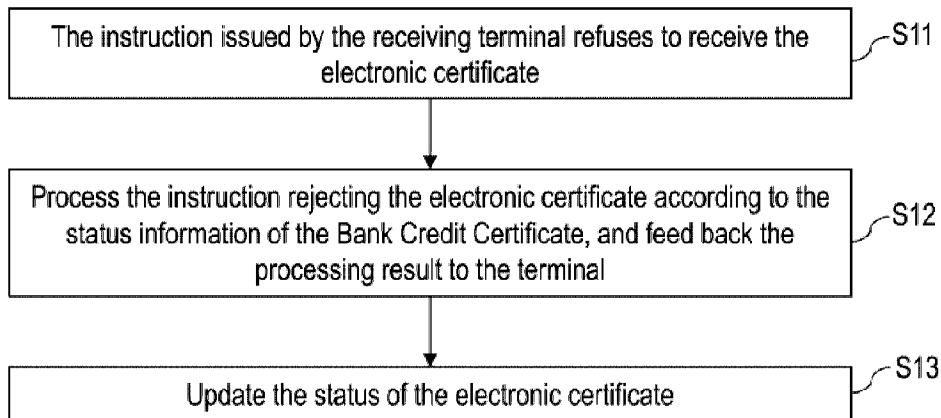 The instruction issued by the receiving terminal refuses to receive the
electronic certificate
S11
Process the instruction rejecting the electronic certificate according to the
status information of the Bank Credit Certificate, and feed back the
processing result to the terminal
S12
Update the status of the electronic certificate
S13